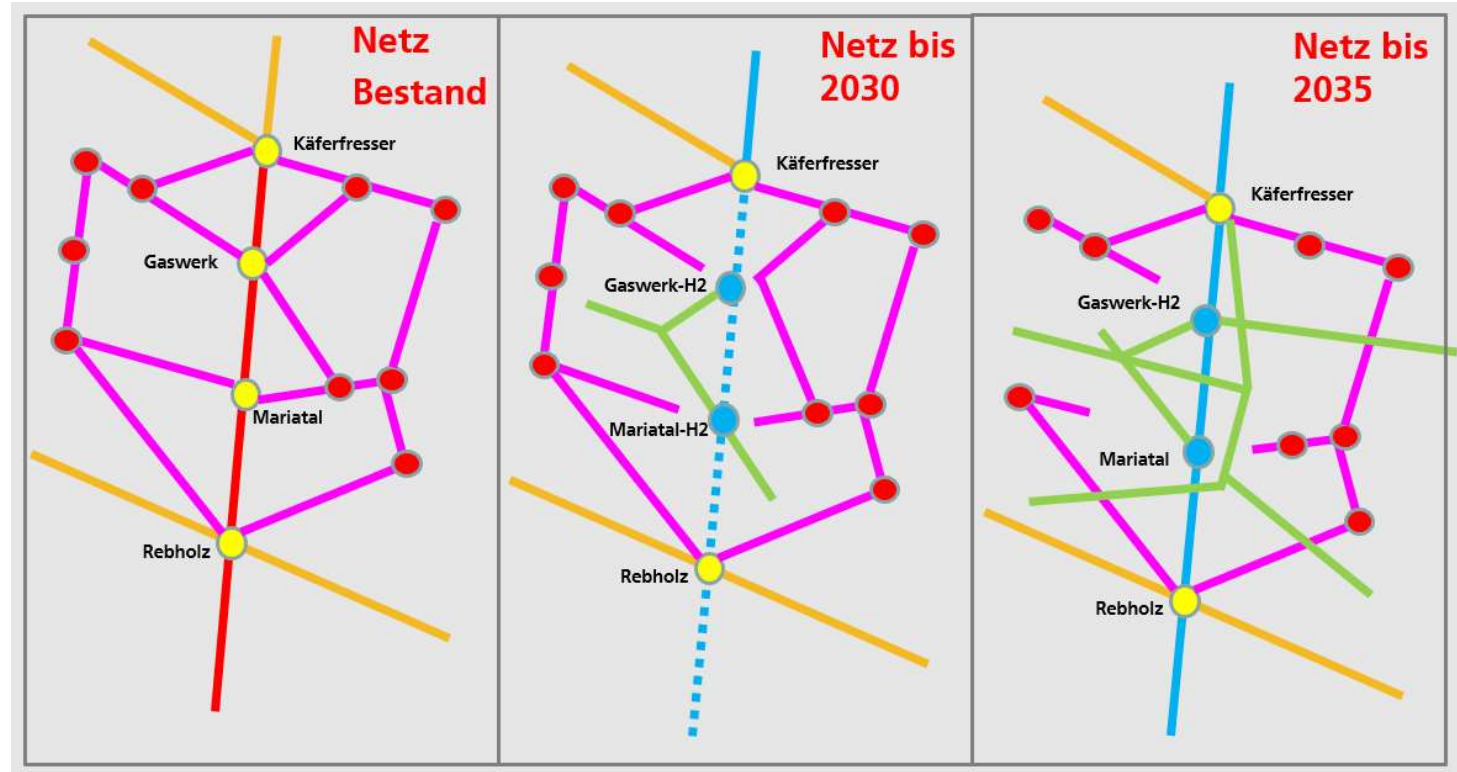 Netz
Bestand
Käferfresser
Gaswerk
Mariatal
Rebholz
Netz bis
2030
Käferfresser
Gaswerk-H2
Mariatal-H2
Rebholz
Netz bis
2035
Käferfresser
Gaswerk-H2
Mariatal
Rebholz